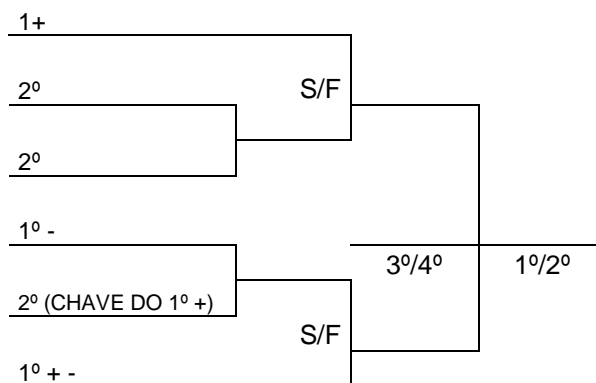 1+
S/F
2º
2º
1º -
3º/4º 1º/2º
2º (CHAVE DO 1º +)
S/F
1º + -